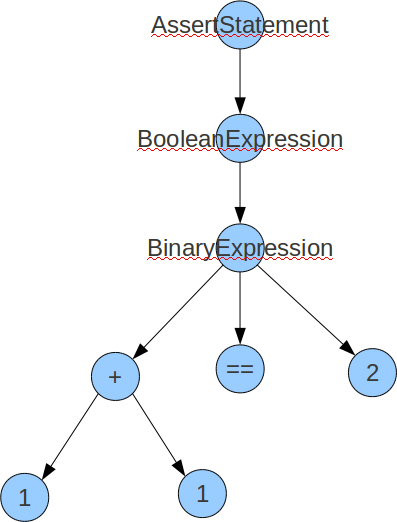 AssertStatement
BooleanExpression
BinaryExpression
+
==
2
1
1